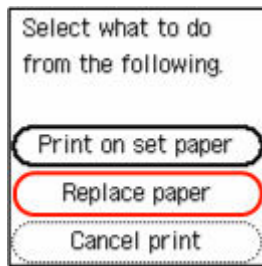 Select what to do
from the following.
Print on set paper
Replace paper
Cancel print